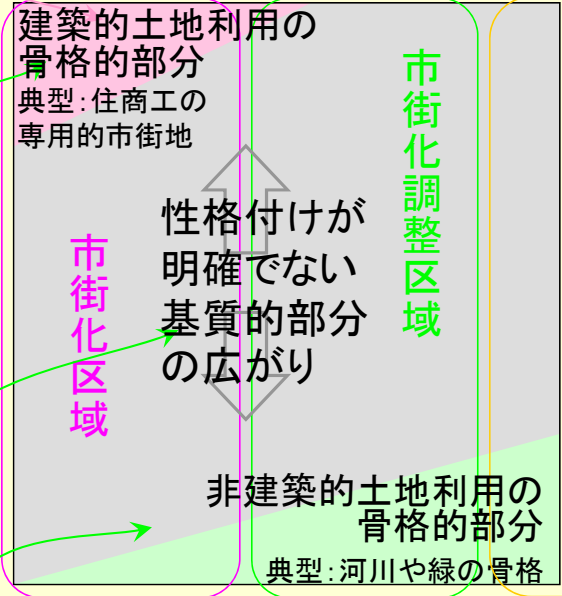 建築的土地利用の
骨格的部分
典型：住商工の
専用的市街地
市街化調整区域
性格付けが
明確でない
基質的部分
の広がり
市街化区域
非建築的土地利用の
骨格的部分
典型：河川や緑の骨格